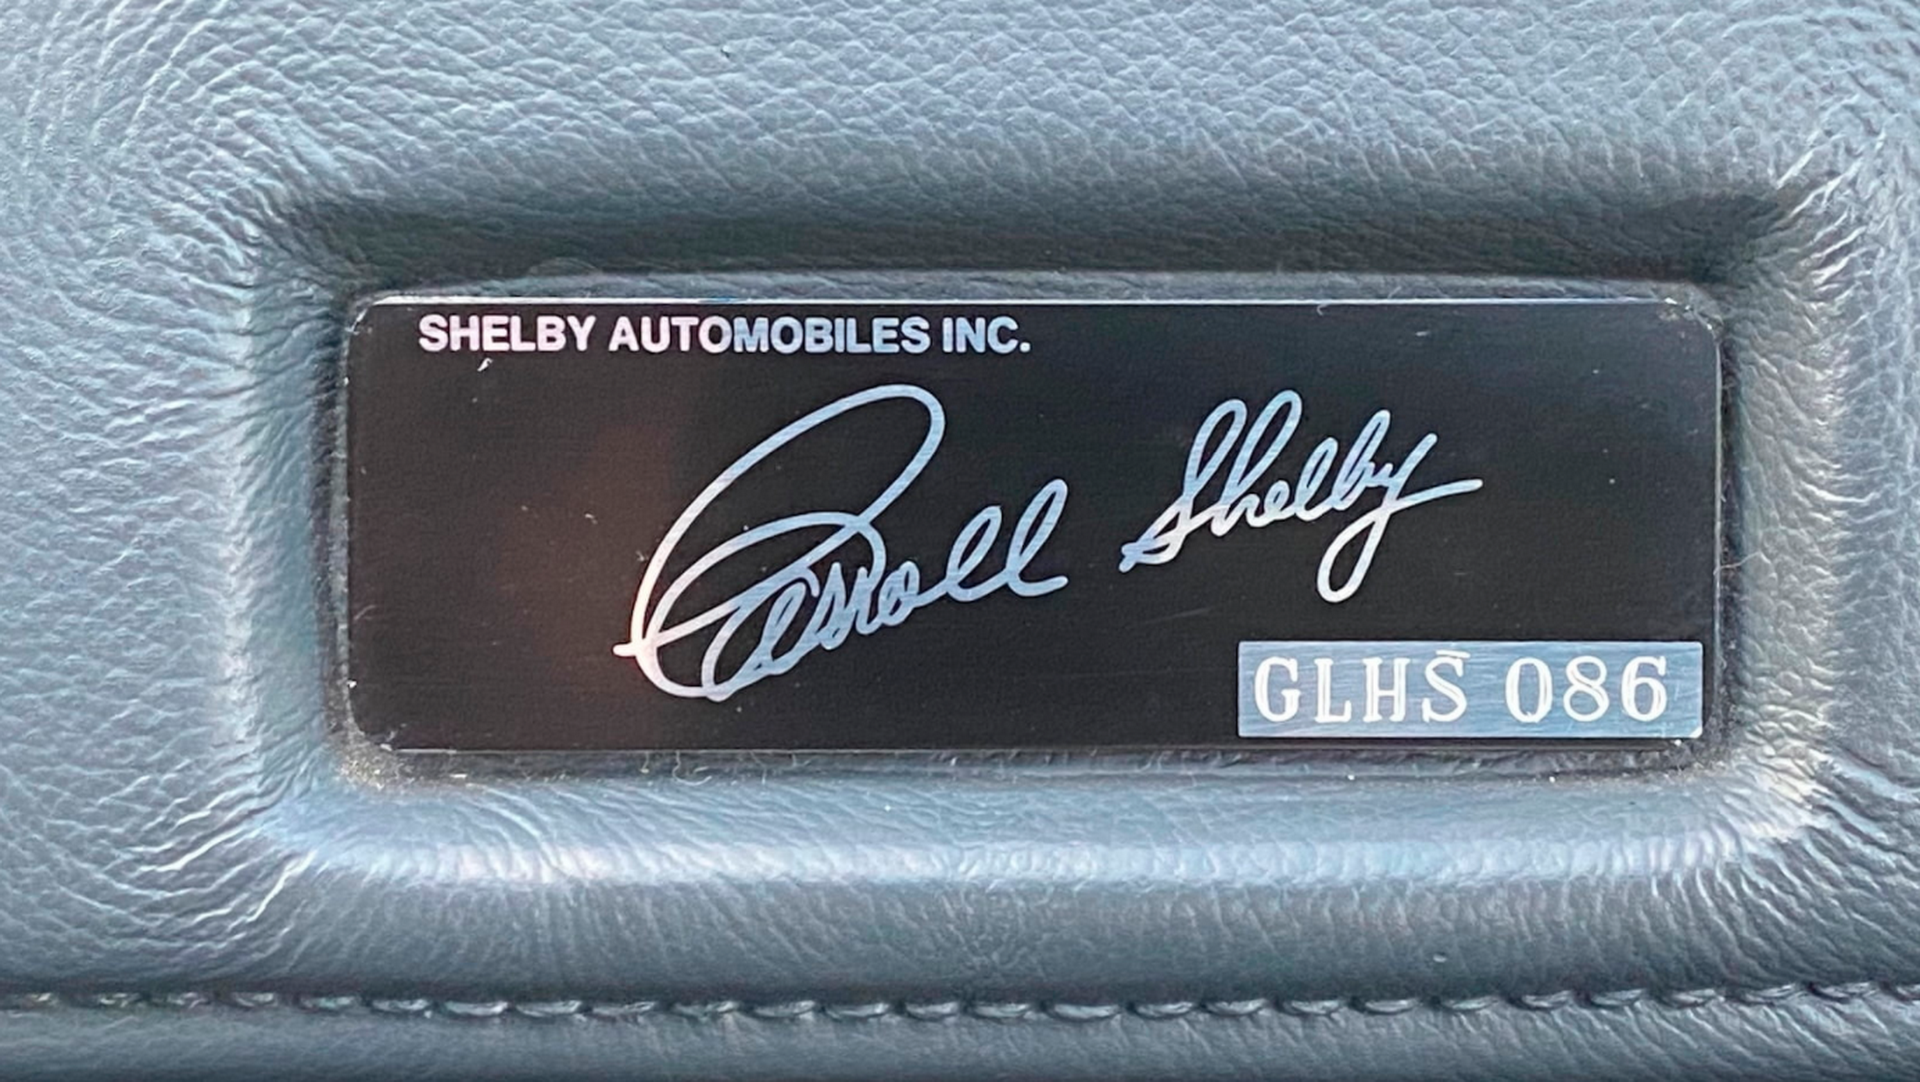 SHELBY AUTOMOBILES INC.
Carroll Shelby
GLHS 086